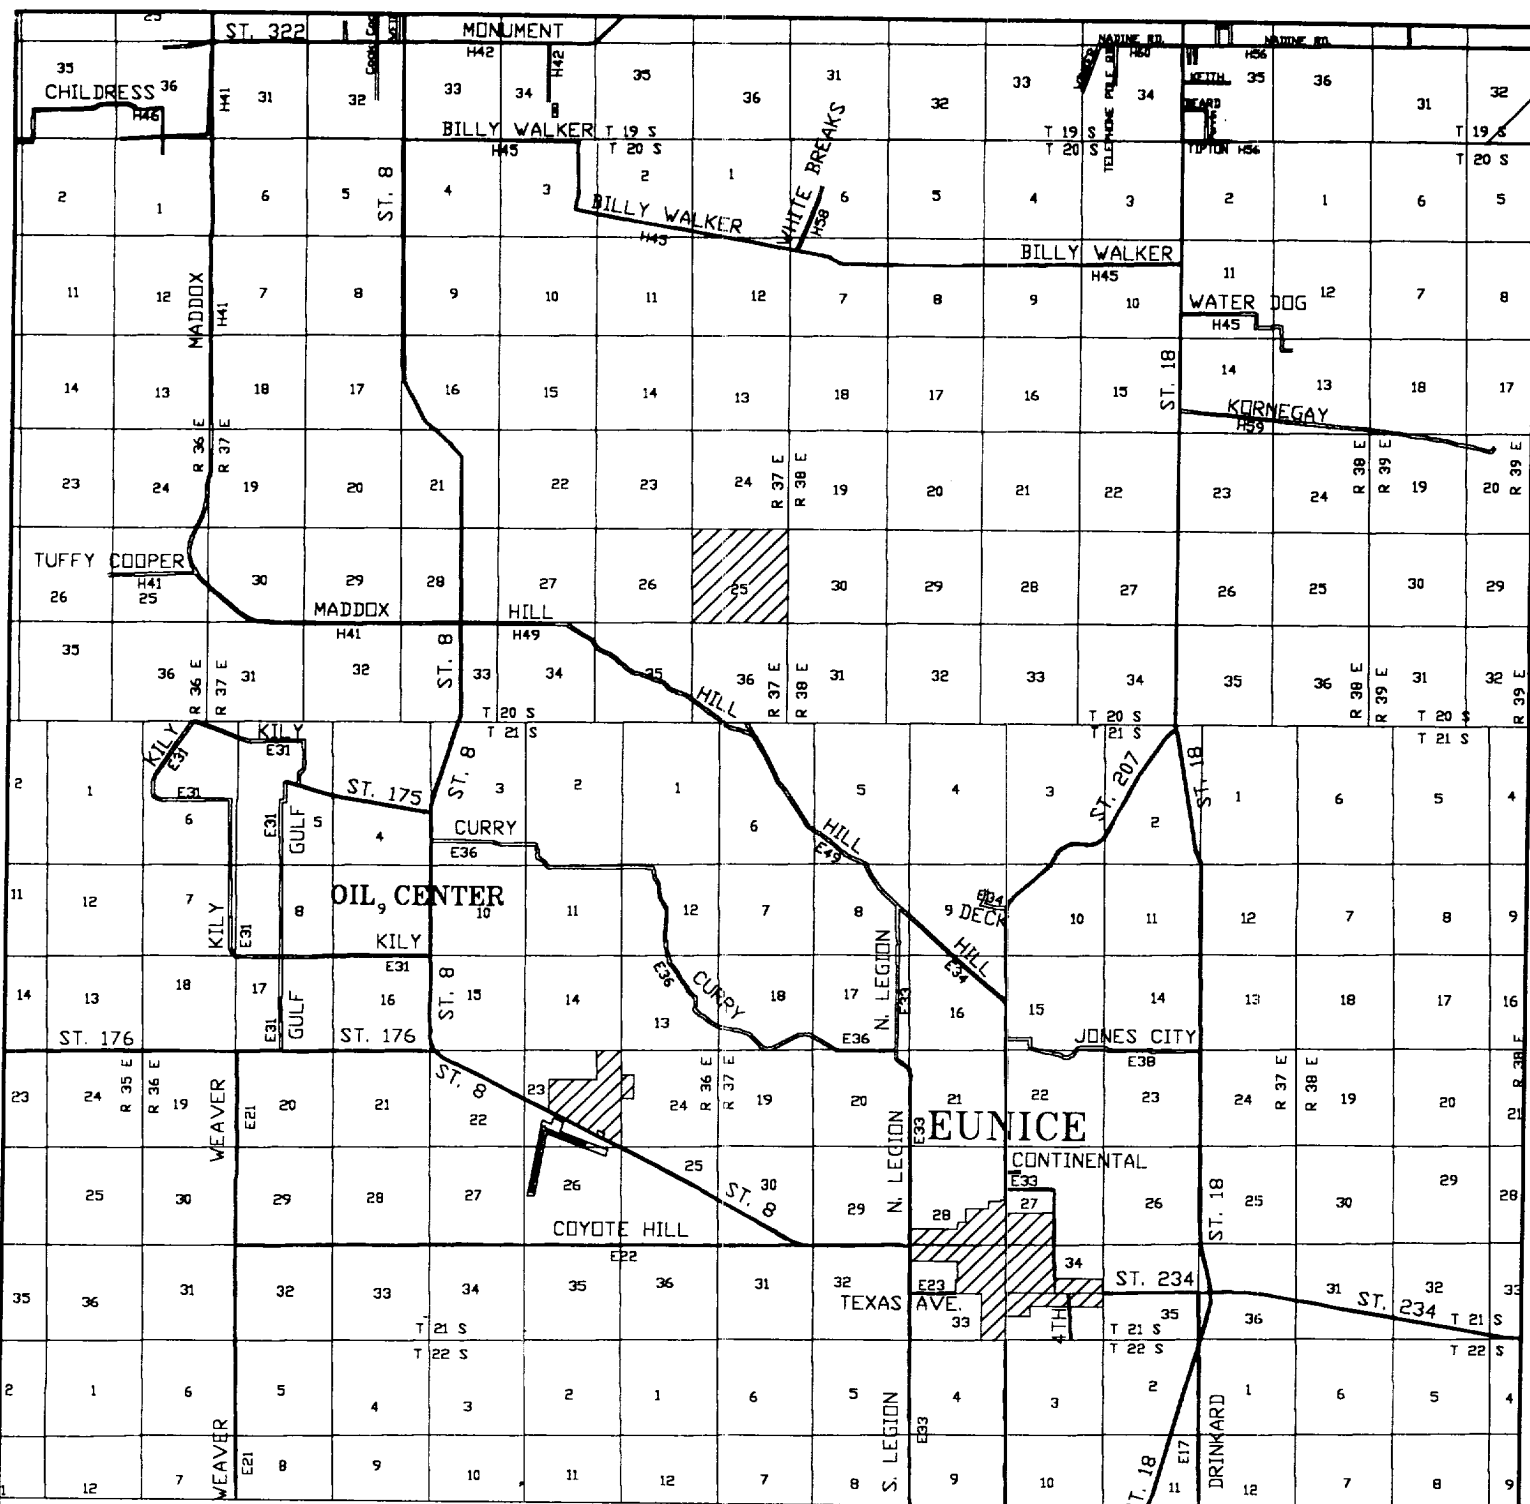 ST. 322
MONUMENT
NADINE RD.
NADINE RD.
H42
H42
H60
H56
35
36
CHILDRESS
H46
H41
31
32
33
34
35
36
31
32
33
34
KEITH
35
36
31
32
BILLY WALKER
H45
T 19 S
T 20 S
WHITE BREAKS
H58
T 19 S
T 20 S
TELEPHONE POLE RD
TIPTON H56
T 19 S
T 20 S
2
1
6
5
ST. 8
4
3
2
1
6
5
4
3
2
1
6
5
BILLY WALKER
H45
BILLY WALKER
H45
11
12
MADDOX
H41
7
8
9
10
11
12
7
8
9
10
11
12
7
8
WATER DOG
H45
14
13
18
17
16
15
14
13
18
17
16
15
ST. 18
14
13
18
17
KORNEGAY
H59
R 36 E
R 37 E
R 37 E
R 38 E
R 38 E
R 39 E
R 39 E
23
24
19
20
21
22
23
24
19
20
21
22
23
24
19
20
TUFFY COOPER
H41
26
25
30
29
28
27
26
25
30
29
28
27
26
25
30
29
MADDOX
H41
HILL
H49
35
36
R 36 E
R 37 E
31
32
ST. 8
33
34
35
36
R 37 E
R 38 E
31
32
33
34
35
36
R 38 E
R 39 E
31
32
R 39 E
HILL
T 20 S
T 21 S
T 20 S
T 21 S
T 20 S
T 21 S
KILY
E31
KILY
E31
2
1
E31
6
E31
GULF
5
ST. 175
4
ST. 8
3
2
1
6
5
4
3
ST. 207
2
ST. 18
1
6
5
4
CURRY
E36
HILL
E49
OIL CENTER
11
12
7
8
9
10
11
12
7
8
9
E34
DECK
10
11
12
7
8
9
KILY
E31
KILY
E31
HILL
E34
N. LEGION
E33
14
13
18
17
16
ST. 8
15
14
13
E36
CURRY
18
17
16
15
14
13
18
17
16
E31
GULF
ST. 176
ST. 176
E36
JONES CITY
E38
23
24
R 35 E
R 36 E
19
WEAVER
E21
20
21
ST. 8
22
23
24
R 36 E
R 37 E
19
20
21
22
23
24
R 37 E
R 38 E
19
20
R 38 E
21
N. LEGION
E33
EUNICE
CONTINENTAL
E33
25
30
29
28
27
26
25
30
ST. 8
29
28
27
26
ST. 18
25
30
29
28
COYOTE HILL
E22
35
36
31
32
33
34
35
36
31
32
E23
TEXAS AVE.
33
34
4TH
ST. 234
35
36
31
32
33
ST. 234
T 21 S
T 22 S
T 21 S
T 22 S
T 21 S
T 22 S
2
1
6
5
4
3
2
1
6
5
4
3
2
1
6
5
4
WEAVER
E21
S. LEGION
E33
DRINKARD
E17
12
7
8
9
10
11
12
7
8
9
10
11
12
7
8
9